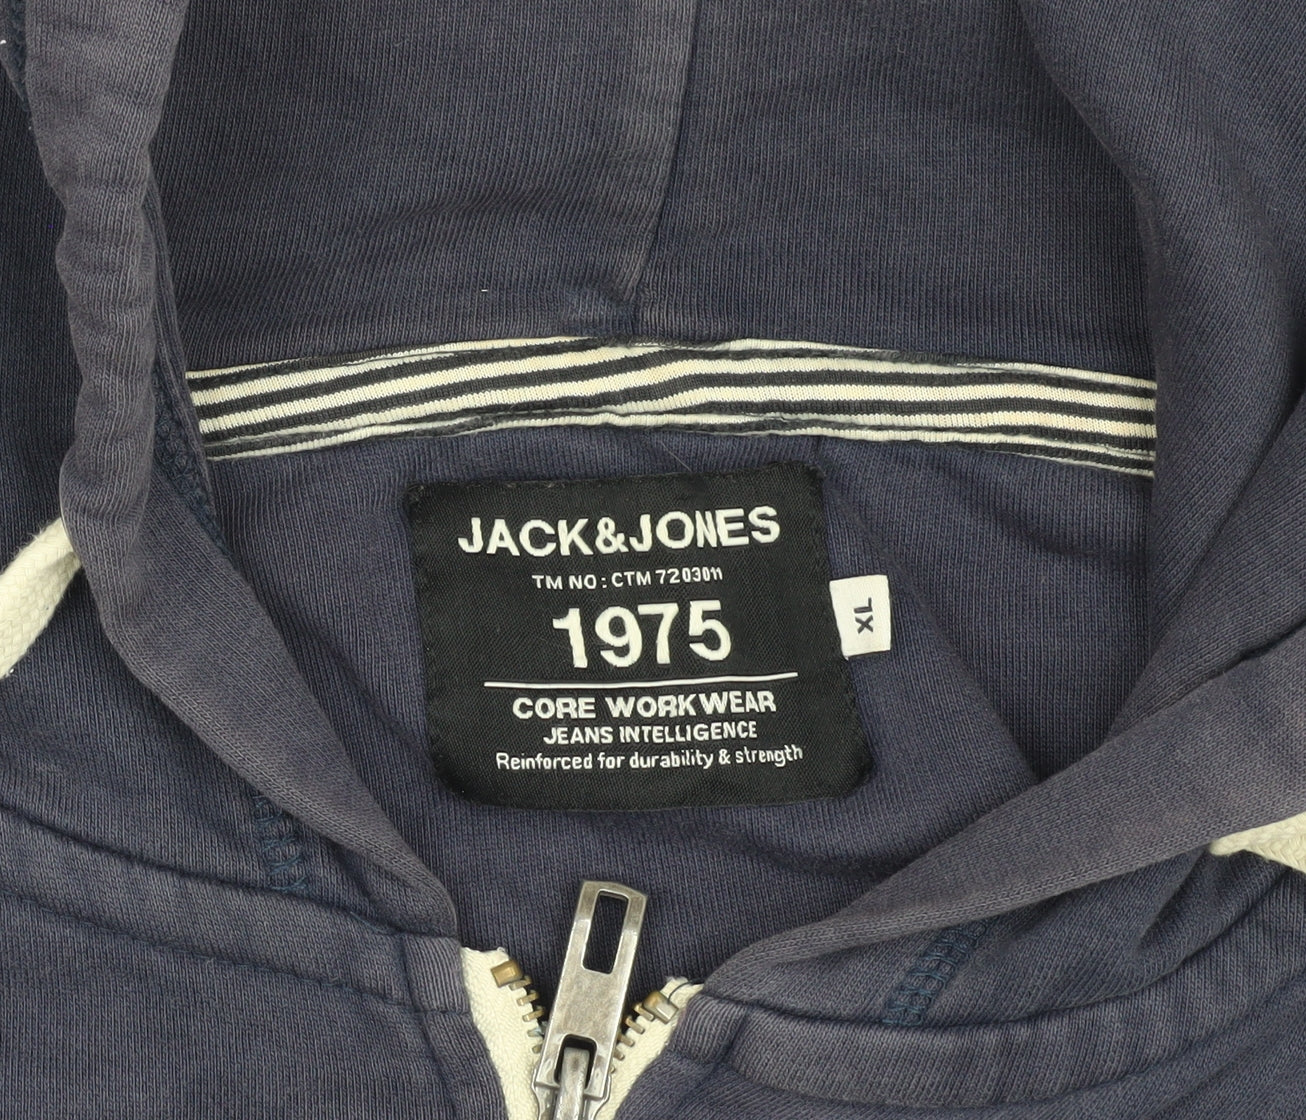 JACK&JONES
TM NO : CTM 7203011
1975
XL
CORE WORKWEAR
JEANS INTELLIGENCE
Reinforced for durability & strength